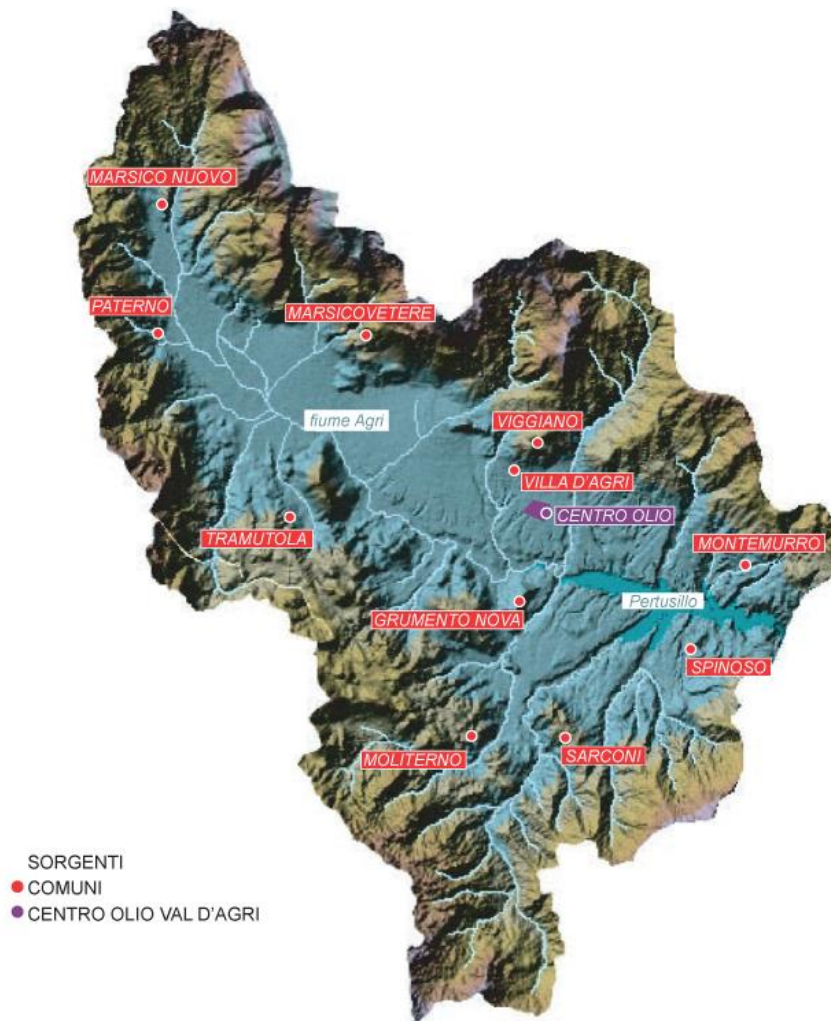 MARSICO NUOVO
PATERNO
MARSICOVETERE
fiume Agri
VIGGIANO
VILLA D'AGRI
CENTRO OLIO
TRAMUTOLA
MONTEMURRO
Pertusillo
GRUMENTO NOVA
SPINOSO
MOLITERNO
SARCONI
SORGENTI
COMUNI
CENTRO OLIO VAL D'AGRI